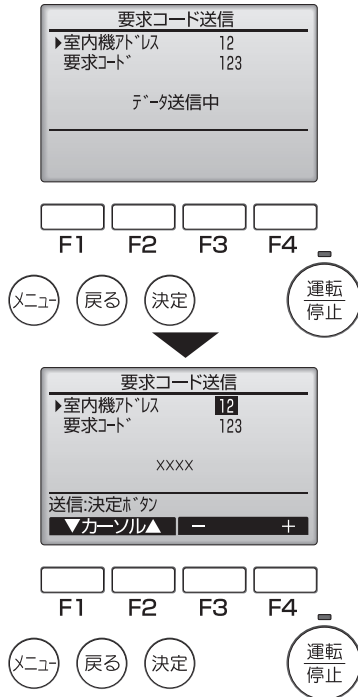 要求コード送信
▶室内機ｱﾄﾞﾚｽ 12
要求ｺｰﾄﾞ 123
ﾃﾞｰﾀ送信中
F1 F2 F3 F4
メニュー 戻る 決定 運転
停止
要求コード送信
▶室内機ｱﾄﾞﾚｽ 12
要求ｺｰﾄﾞ 123
xxxx
送信:決定ﾎﾞﾀﾝ
▼カーソル▲ － ＋
F1 F2 F3 F4
メニュー 戻る 決定 運転
停止